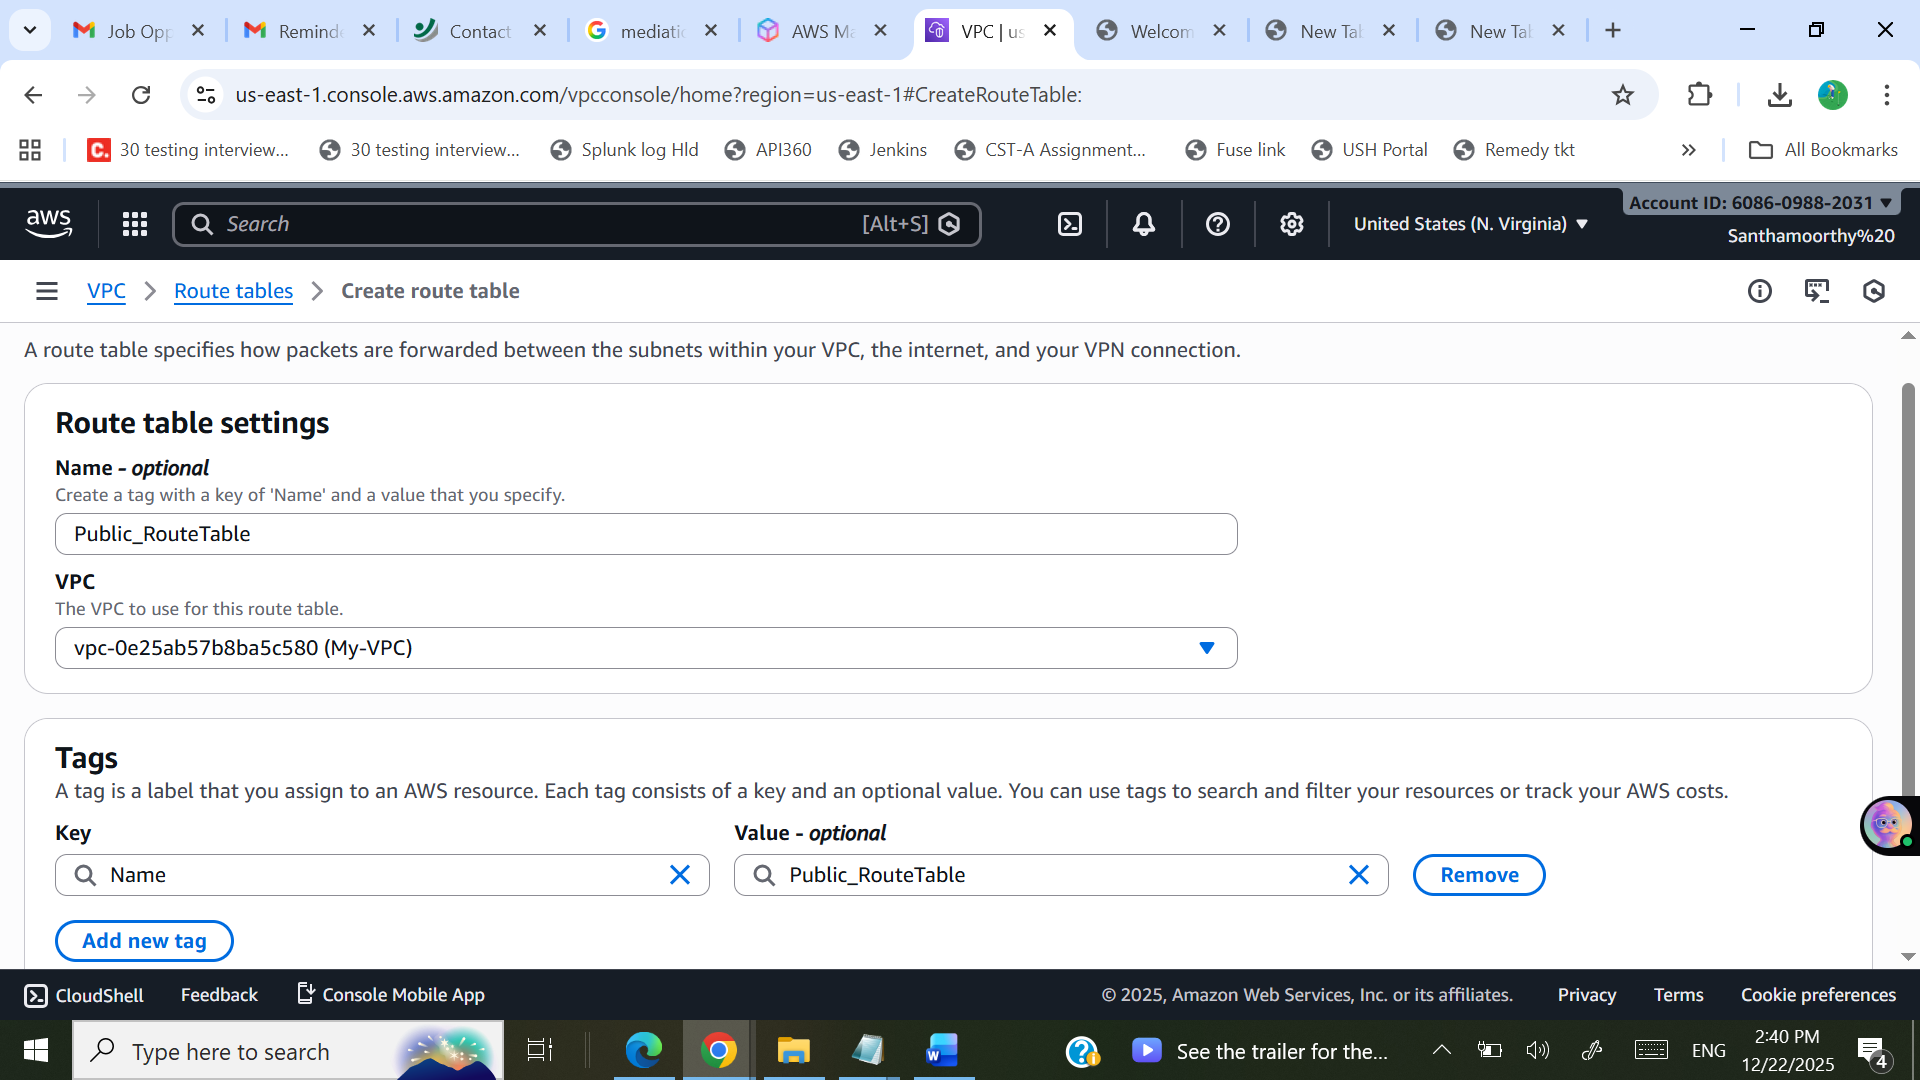 Job Opp
Reminde
Contact
mediatio
AWS Ma
VPC | us
Welcom
New Tab
New Tab
us-east-1.console.aws.amazon.com/vpcconsole/home?region=us-east-1#CreateRouteTable:
30 testing interview...
30 testing interview...
Splunk log Hld
API360
Jenkins
CST-A Assignment...
Fuse link
USH Portal
Remedy tkt
All Bookmarks
aws
Search
[Alt+S]
United States (N. Virginia)
Account ID: 6086-0988-2031
Santhamoorthy%20
VPC
Route tables
Create route table
A route table specifies how packets are forwarded between the subnets within your VPC, the internet, and your VPN connection.
Route table settings
Name - optional
Create a tag with a key of 'Name' and a value that you specify.
Public_RouteTable
VPC
The VPC to use for this route table.
vpc-0e25ab57b8ba5c580 (My-VPC)
Tags
A tag is a label that you assign to an AWS resource. Each tag consists of a key and an optional value. You can use tags to search and filter your resources or track your AWS costs.
Key
Value - optional
Name
Public_RouteTable
Remove
Add new tag
CloudShell
Feedback
Console Mobile App
© 2025, Amazon Web Services, Inc. or its affiliates.
Privacy
Terms
Cookie preferences
Type here to search
See the trailer for the...
ENG
2:40 PM
12/22/2025
4